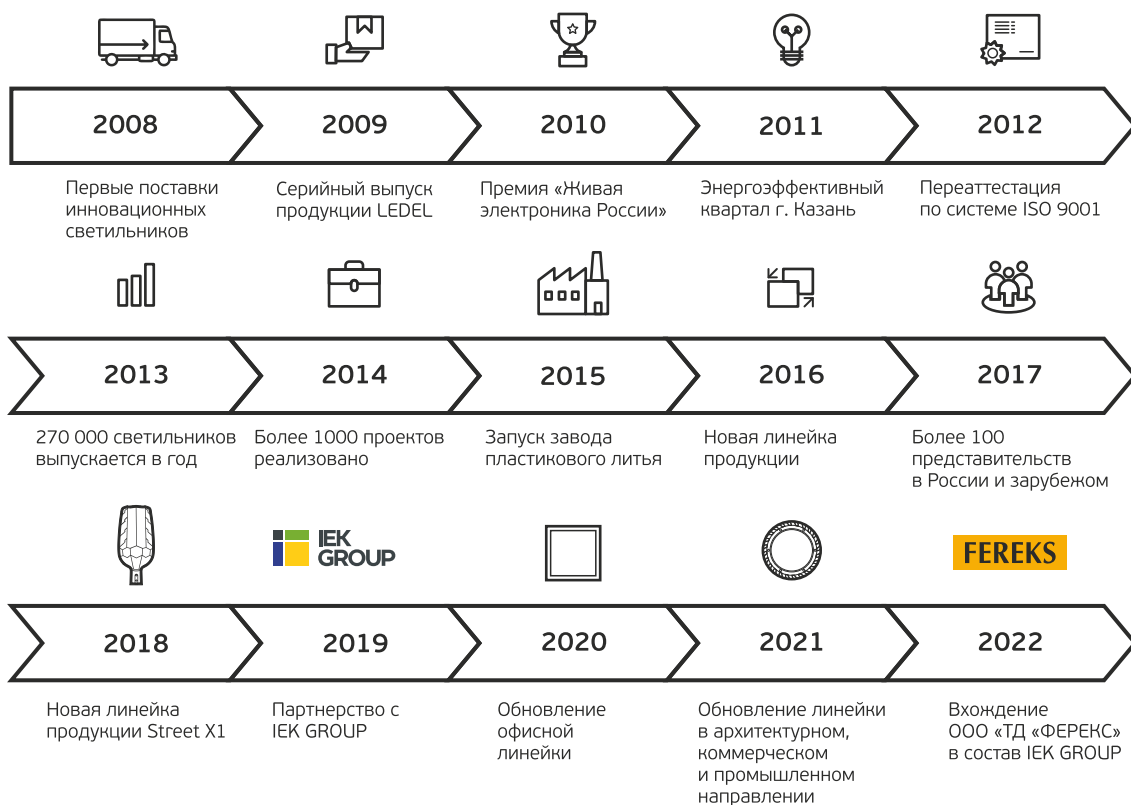 2008
2009
2010
2011
2012
Первые поставки
инновационных
светильников
Серийный выпуск
продукции LEDEL
Премия «Живая
электроника России»
Энергоэффективный
квартал г. Казань
Переаттестация
по системе ISO 9001
2013
2014
2015
2016
2017
270 000 светильников
выпускается в год
Более 1000 проектов
реализовано
Запуск завода
пластикового литья
Новая линейка
продукции
Более 100
представительств
в России и зарубежом
IEK
GROUP
FEREKS
2018
2019
2020
2021
2022
Новая линейка
продукции Street X1
Партнерство с
IEK GROUP
Обновление
офисной
линейки
Обновление линейки
в архитектурном,
коммерческом
и промышленном
направлении
Вхождение
ООО «ТД «ФЕРЕКС»
в состав IEK GROUP